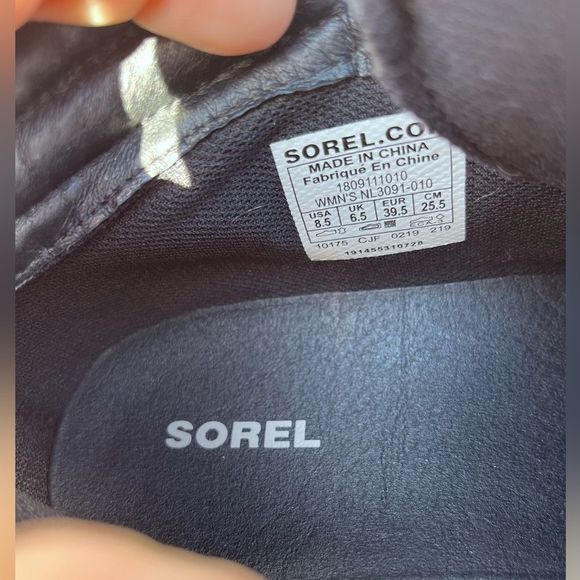 SOREL.CO
MADE IN CHINA
Fabriqué En Chine
1809111010
WMN'S NL3091-010
USA UK EUR CM
8.5 6.5 39.5 25.5
10175 CJF 0219 219
191455310728
SOREL